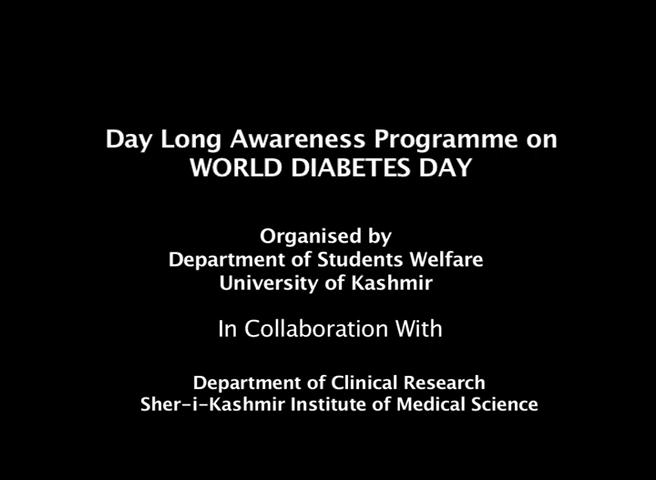 Day Long Awareness Programme on
WORLD DIABETES DAY
Organised by
Department of Students Welfare
University of Kashmir
In Collaboration With
Department of Clinical Research
Sher-i-Kashmir Institute of Medical Science